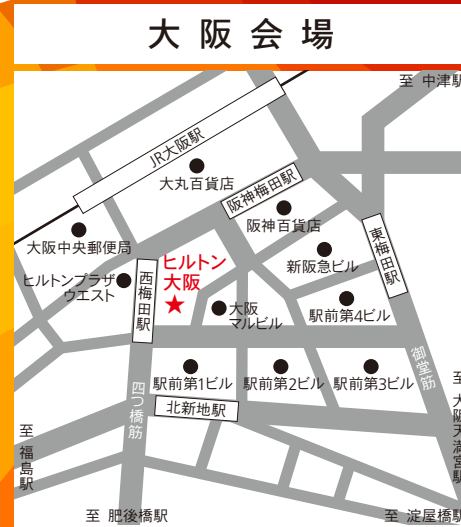 大阪会場
至 中津駅
JR大阪駅
大丸百貨店
阪神梅田駅
阪神百貨店
東梅田駅
大阪中央郵便局
新阪急ビル
ヒルトン
大阪
ヒルトンプラザ
ウエスト
西梅田駅
大阪
マルビル
駅前第4ビル
御堂筋
駅前第1ビル
駅前第2ビル
駅前第3ビル
四つ橋筋
北新地駅
至 大阪天満宮駅
至 福島駅
至 肥後橋駅
至 淀屋橋駅